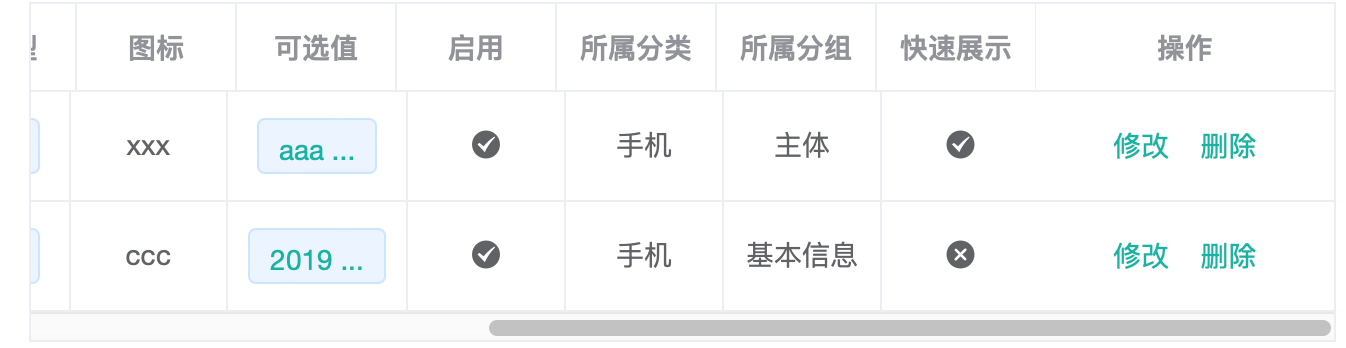 图标 可选值 启用 所属分类 所属分组 快速展示 操作
xxx aaa ... 手机 主体 修改 删除
ccc 2019 ... 手机 基本信息 修改 删除